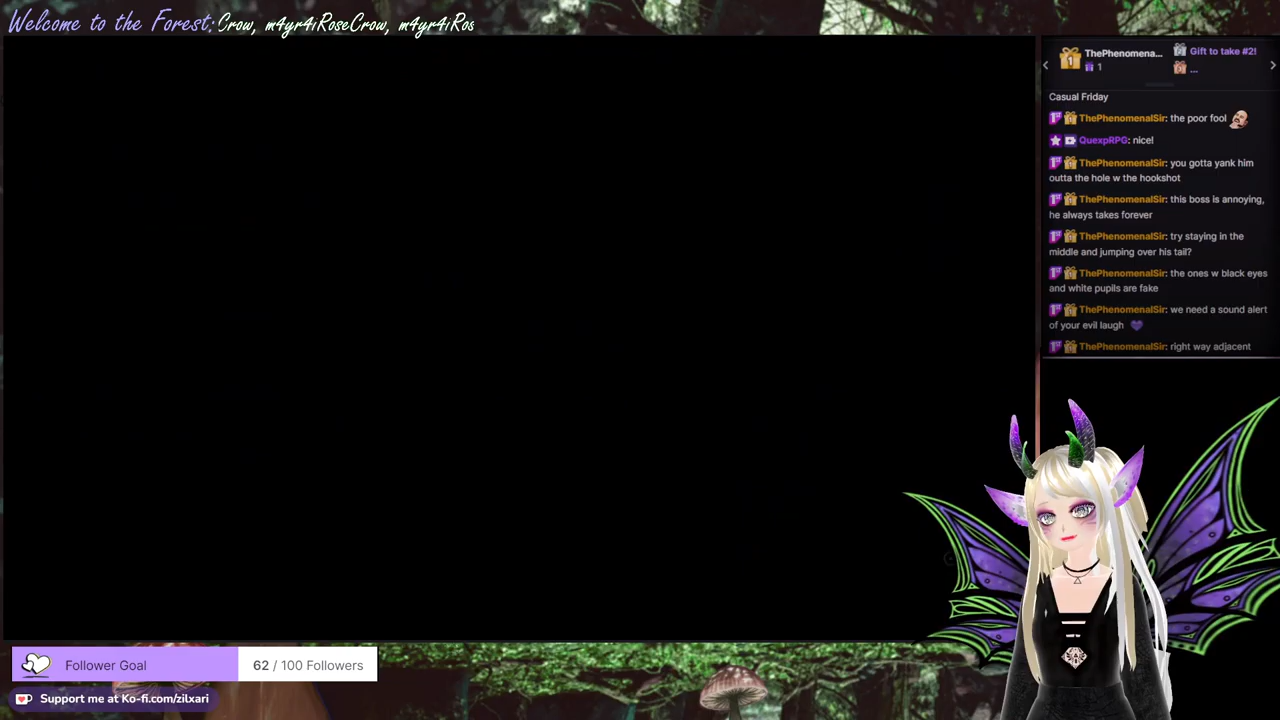 Welcome to the Forest: Crow, m4yr4iRoseCrow, m4yr4iRos
ThePhenomena...
1
Gift to take #2!
...
Casual Friday
ThePhenomenalSir: the poor fool
QuexpRPG: nice!
ThePhenomenalSir: you gotta yank him
outta the hole w the hookshot
ThePhenomenalSir: this boss is annoying,
he always takes forever
ThePhenomenalSir: try staying in the
middle and jumping over his tail?
ThePhenomenalSir: the ones w black eyes
and white pupils are fake
ThePhenomenalSir: we need a sound alert
of your evil laugh
ThePhenomenalSir: right way adjacent
Follower Goal
62 / 100 Followers
Support me at Ko-fi.com/zilxari